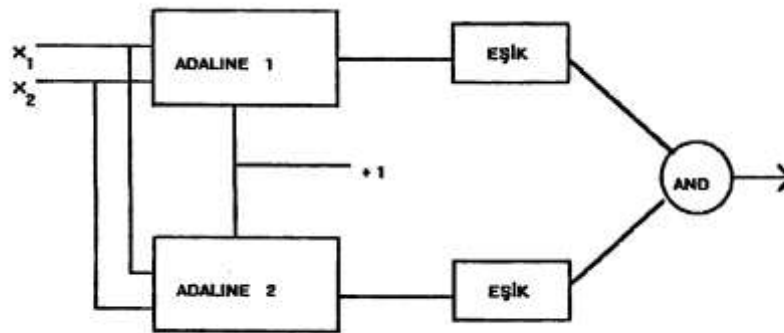 X1
X2
ADALINE 1
EŞİK
+1
AND
ADALINE 2
EŞİK